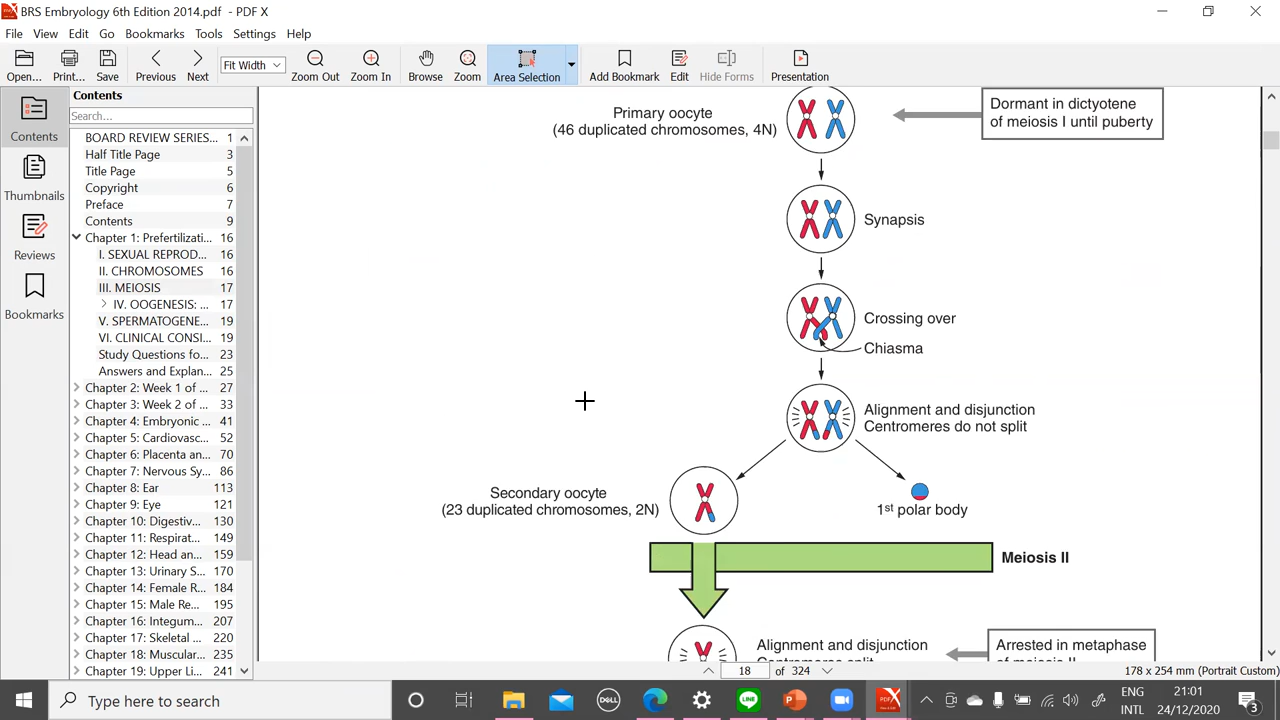 BRS Embryology 6th Edition 2014.pdf - PDF X
File View Edit Go Bookmarks Tools Settings Help
Open... Print... Save Previous Next Fit Width Zoom Out Zoom In Browse Zoom Area Selection Add Bookmark Edit Hide Forms Presentation
Contents
Thumbnails
Reviews
Bookmarks
Contents
Search...
BOARD REVIEW SERIES... 1
Half Title Page 3
Title Page 5
Copyright 6
Preface 7
Contents 9
Chapter 1: Prefertilizati... 16
I. SEXUAL REPROD... 16
II. CHROMOSOMES 16
III. MEIOSIS 17
IV. OOGENESIS: ... 17
V. SPERMATOGENE... 19
VI. CLINICAL CONSI... 19
Study Questions fo... 23
Answers and Explan... 25
Chapter 2: Week 1 of ... 27
Chapter 3: Week 2 of ... 33
Chapter 4: Embryonic ... 41
Chapter 5: Cardiovasc... 52
Chapter 6: Placenta an... 70
Chapter 7: Nervous Sy... 86
Chapter 8: Ear 113
Chapter 9: Eye 121
Chapter 10: Digestiv... 130
Chapter 11: Respirat... 149
Chapter 12: Head an... 159
Chapter 13: Urinary S... 170
Chapter 14: Female R... 184
Chapter 15: Male Re... 195
Chapter 16: Integum... 207
Chapter 17: Skeletal ... 220
Chapter 18: Muscular... 235
Chapter 19: Upper Li... 241
Primary oocyte
(46 duplicated chromosomes, 4N)
Dormant in dictyotene
of meiosis I until puberty
Synapsis
Crossing over
Chiasma
Alignment and disjunction
Centromeres do not split
Secondary oocyte
(23 duplicated chromosomes, 2N)
1st polar body
Meiosis II
Alignment and disjunction
Centromeres split
Arrested in metaphase
of meiosis II
18 of 324
178 x 254 mm (Portrait Custom)
Type here to search
DELL
LINE
ENG
INTL
21:01
24/12/2020
3